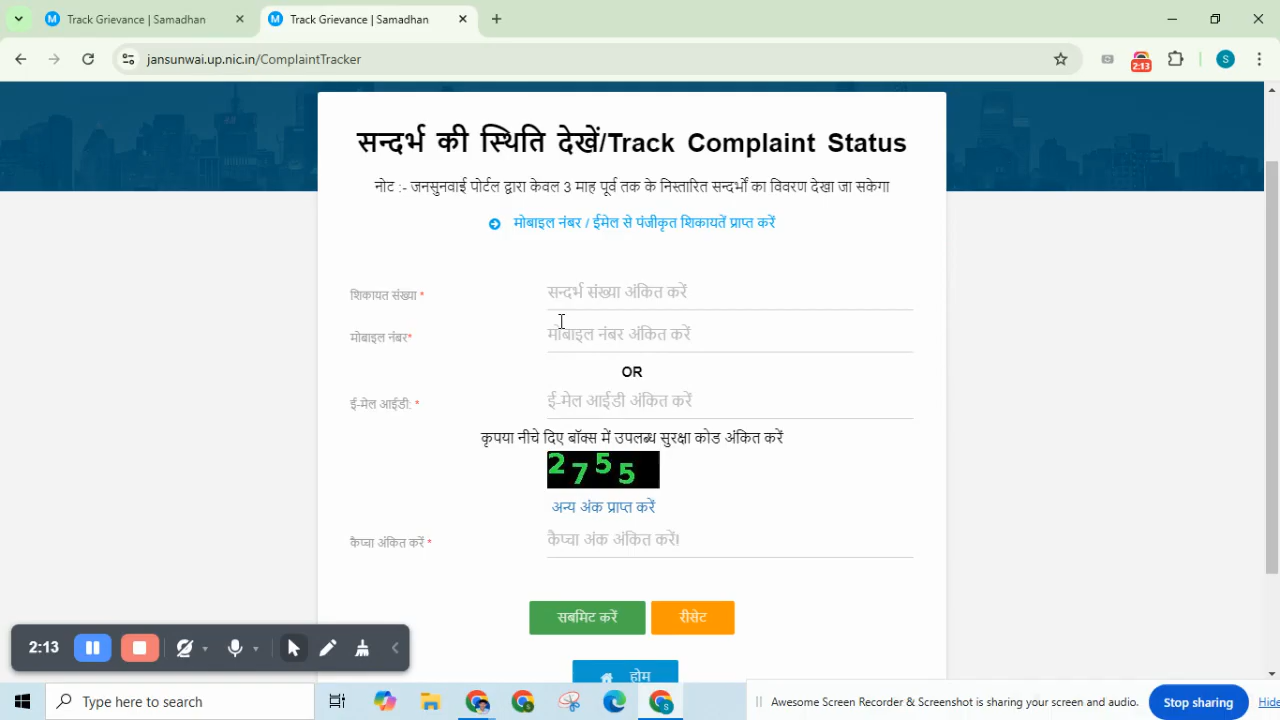 Track Grievance | Samadhan
Track Grievance | Samadhan
jansunwai.up.nic.in/ComplaintTracker
2:13
S
सन्दर्भ की स्थिति देखें/Track Complaint Status
नोट :- जनसुनवाई पोर्टल द्वारा केवल 3 माह पूर्व तक के निस्तारित सन्दर्भों का विवरण देखा जा सकेगा
मोबाइल नंबर / ईमेल से पंजीकृत शिकायतें प्राप्त करें
शिकायत संख्या * सन्दर्भ संख्या अंकित करें
मोबाइल नंबर* मोबाइल नंबर अंकित करें
OR
ई-मेल आईडी: * ई-मेल आईडी अंकित करें
कृपया नीचे दिए बॉक्स में उपलब्ध सुरक्षा कोड अंकित करें
2755
अन्य अंक प्राप्त करें
कैप्चा अंकित करें * कैप्चा अंक अंकित करें!
सबमिट करें रीसेट
2:13
होम
Type here to search
Awesome Screen Recorder & Screenshot is sharing your screen and audio. Stop sharing Hide